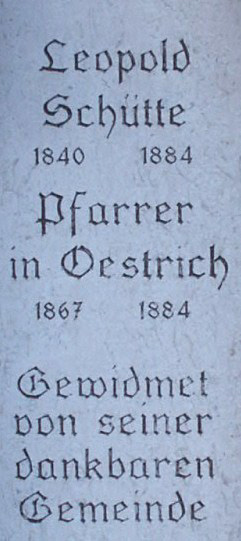 Leopold
Schütte
1840 1884
Pfarrer
in Oestrich
1867 1884
Gewidmet
von seiner
dankbaren
Gemeinde